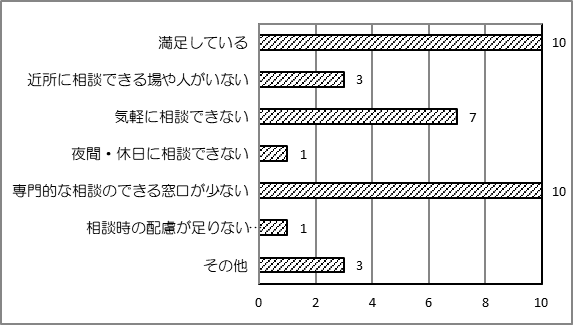 満足している 10
近所に相談できる場や人がいない 3
気軽に相談できない 7
夜間・休日に相談できない 1
専門的な相談のできる窓口が少ない 10
相談時の配慮が足りない… 1
その他 3
0 2 4 6 8 10